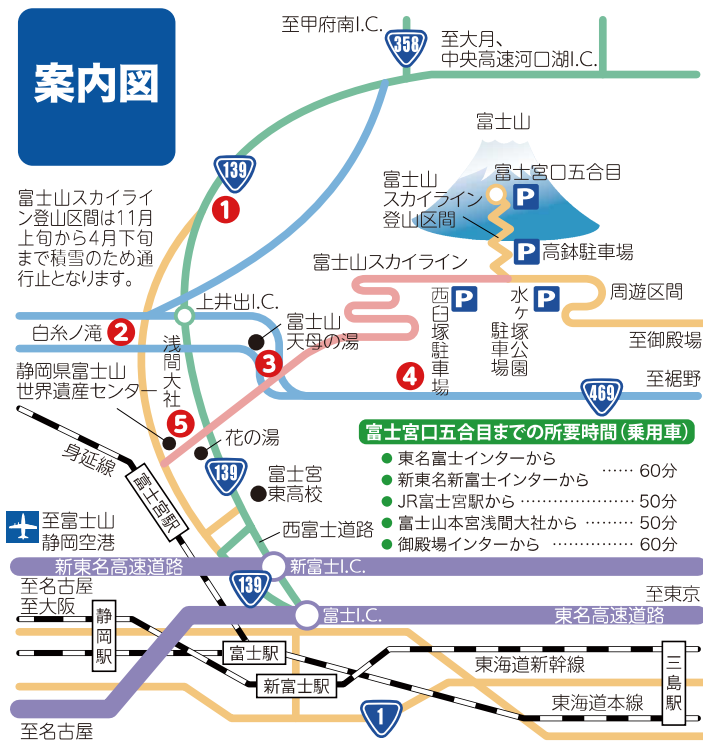 案内図
至甲府南I.C.
358
至大月、
中央高速河口湖I.C.
富士山
富士宮口五合目
P
139
1
富士山
スカイライン
登山区間
P
高鉢駐車場
富士山スカイライ
ン登山区間は11月
上旬から4月下旬
まで積雪のため通
行止となります。
富士山スカイライン
西臼塚駐車場
P
水ヶ塚公園
駐車場
P
周遊区間
至御殿場
上井出I.C.
白糸ノ滝
2
富士山
天母の湯
3
浅間大社
4
至裾野
469
静岡県富士山
世界遺産センター
5
花の湯
139
富士宮
東高校
身延線
富士宮駅
西富士道路
富士宮口五合目までの所要時間(乗用車)
●東名富士インターから
●新東名新富士インターから
…… 60分
●JR富士宮駅から ……………… 50分
●富士山本宮浅間大社から ……… 50分
●御殿場インターから …………… 60分
至富士山
静岡空港
新東名高速道路
新富士I.C.
139
至名古屋
至大阪
至東京
富士I.C.
東名高速道路
静岡駅
富士駅
新富士駅
東海道新幹線
東海道本線
三島駅
1
至名古屋